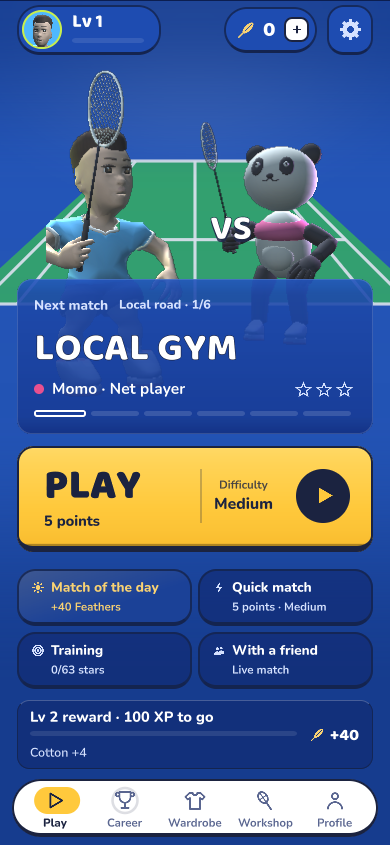 Lv 1
0 +
VS
Next match Local road · 1/6
LOCAL GYM
Momo · Net player
PLAY
5 points
Difficulty
Medium
Match of the day
+40 Feathers
Quick match
5 points · Medium
Training
0/63 stars
With a friend
Live match
Lv 2 reward · 100 XP to go
+40
Cotton +4
Play Career Wardrobe Workshop Profile